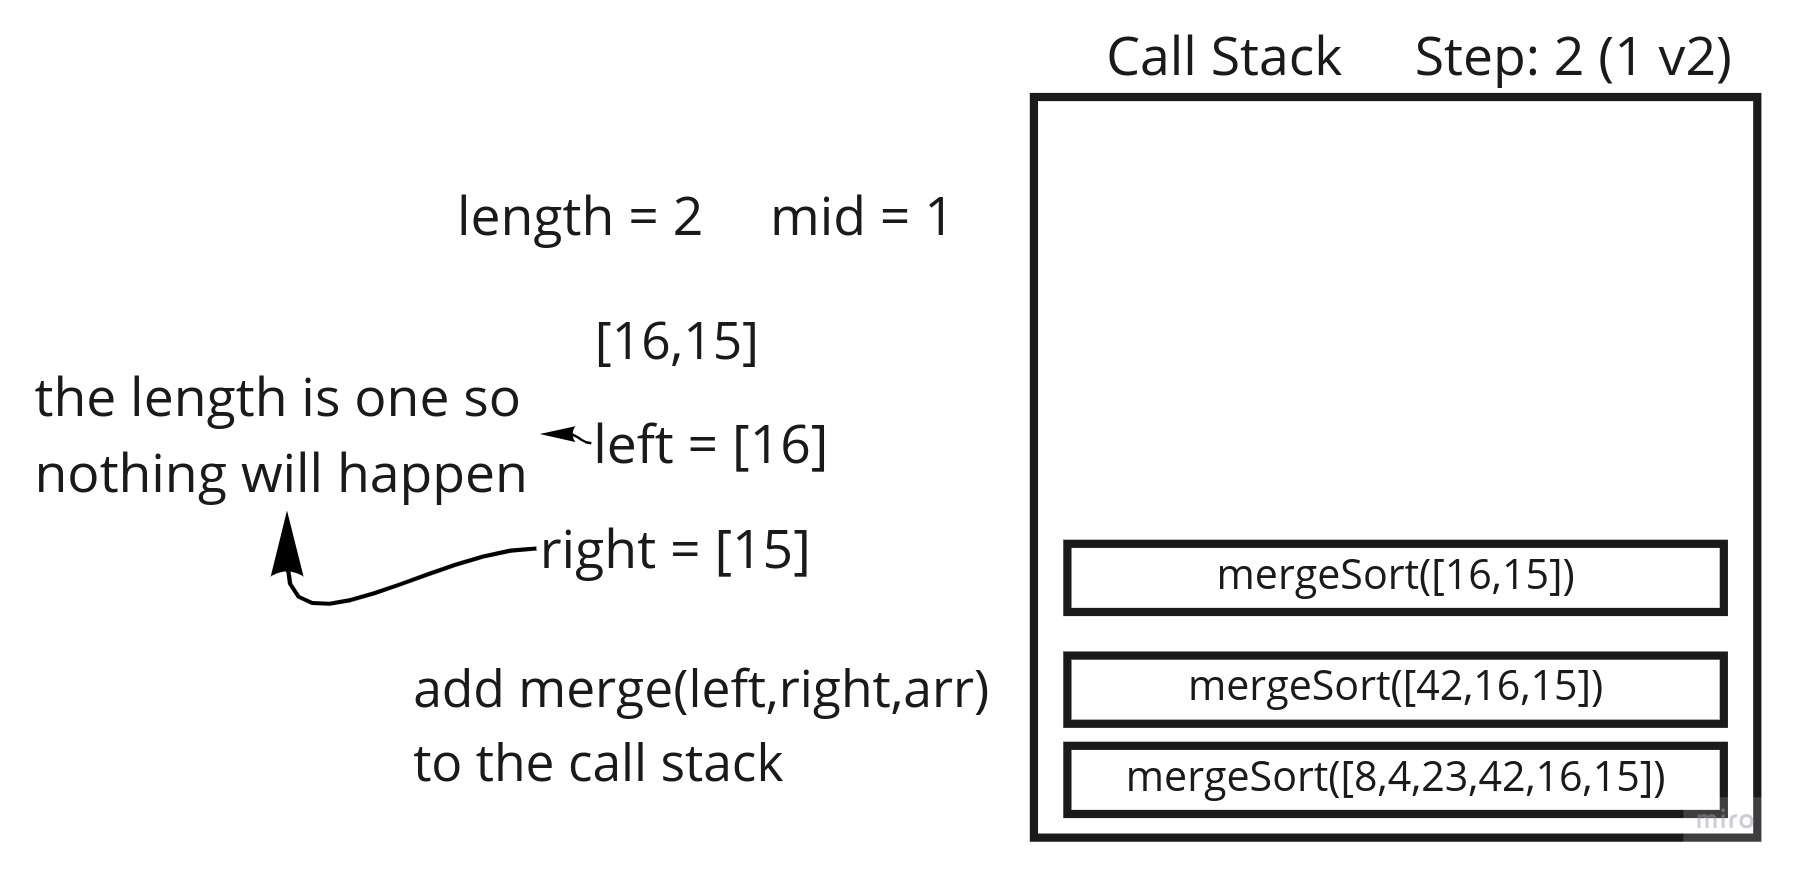 Call Stack Step: 2 (1 v2)
length = 2 mid = 1
[16,15]
the length is one so
nothing will happen
left = [16]
right = [15]
add merge(left,right,arr)
to the call stack
mergeSort([16,15])
mergeSort([42,16,15])
mergeSort([8,4,23,42,16,15])
miro